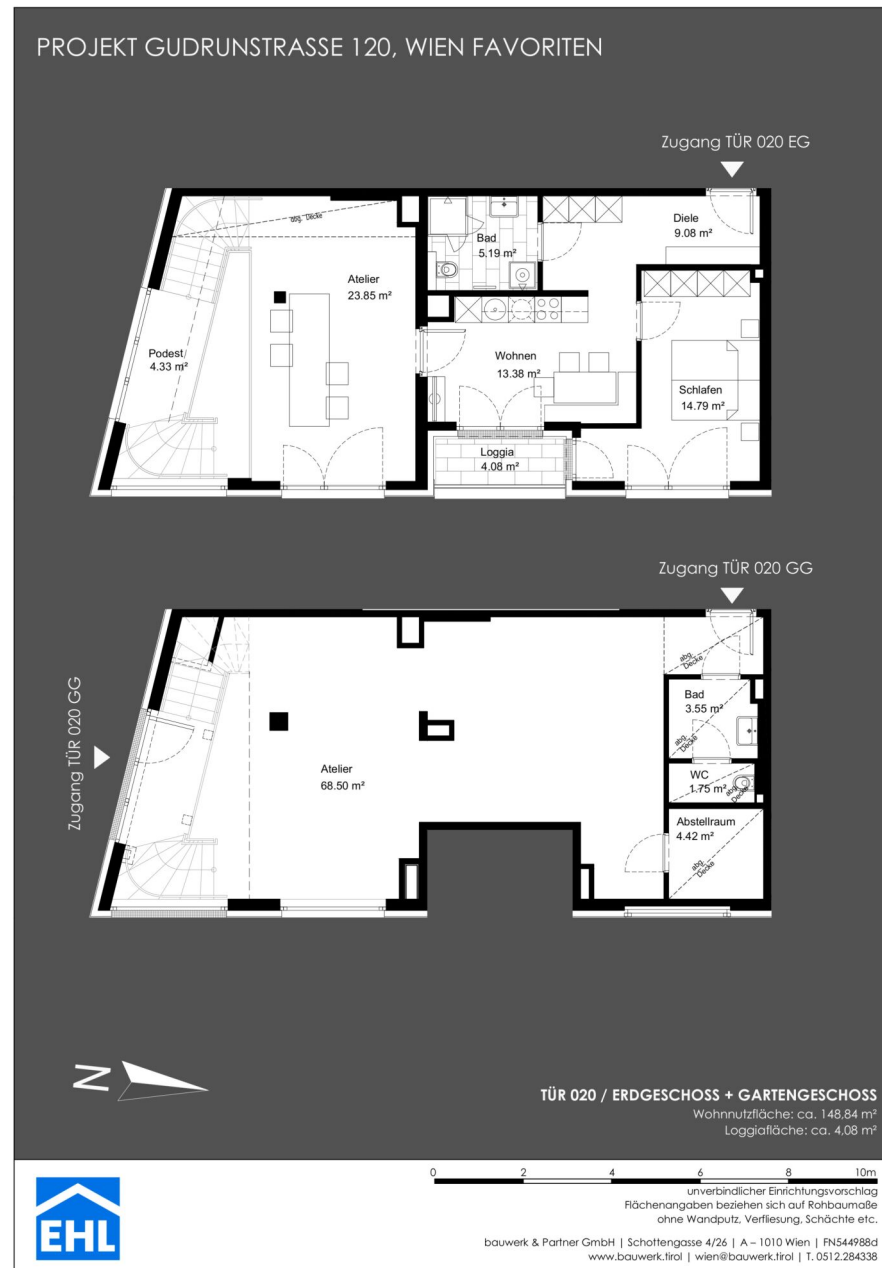 PROJEKT GUDRUNSTRASSE 120, WIEN FAVORITEN
Zugang TÜR 020 EG
abg. Decke
Diele
9.08 m²
Bad
5.19 m²
Atelier
23.85 m²
Podest
4.33 m²
Wohnen
13.38 m²
Schlafen
14.79 m²
Loggia
4.08 m²
Zugang TÜR 020 GG
abg.
Decke
Bad
3.55 m²
abg.
Decke
Zugang TÜR 020 GG
Atelier
68.50 m²
WC
1.75 m²
abg.
Decke
Abstellraum
4.42 m²
abg.
Decke
N
TÜR 020 / ERDGESCHOSS + GARTENGESCHOSS
Wohnnutzfläche: ca. 148,84 m²
Loggiafläche: ca. 4,08 m²
0 2 4 6 8 10m
unverbindlicher Einrichtungsvorschlag
Flächenangaben beziehen sich auf Rohbaumaße
ohne Wandputz, Verfliesung, Schächte etc.
EHL
bauwerk & Partner GmbH | Schottengasse 4/26 | A – 1010 Wien | FN544988d
www.bauwerk.tirol | wien@bauwerk.tirol | T. 0512.284338